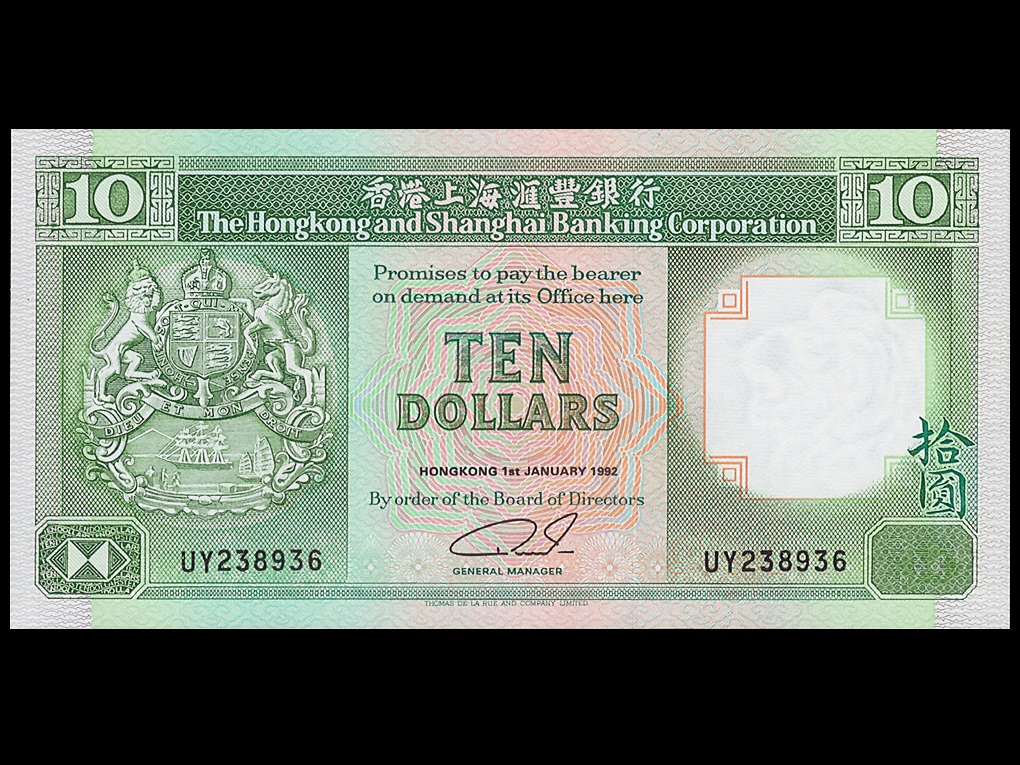 10
香港上海滙豐銀行
10
The Hongkong and Shanghai Banking Corporation
Promises to pay the bearer
on demand at its Office here
TEN
DOLLARS
DIEU ET MON DROIT
HONGKONG 1st JANUARY 1992
By order of the Board of Directors
拾圓
UY238936
UY238936
GENERAL MANAGER
THOMAS DE LA RUE AND COMPANY LIMITED